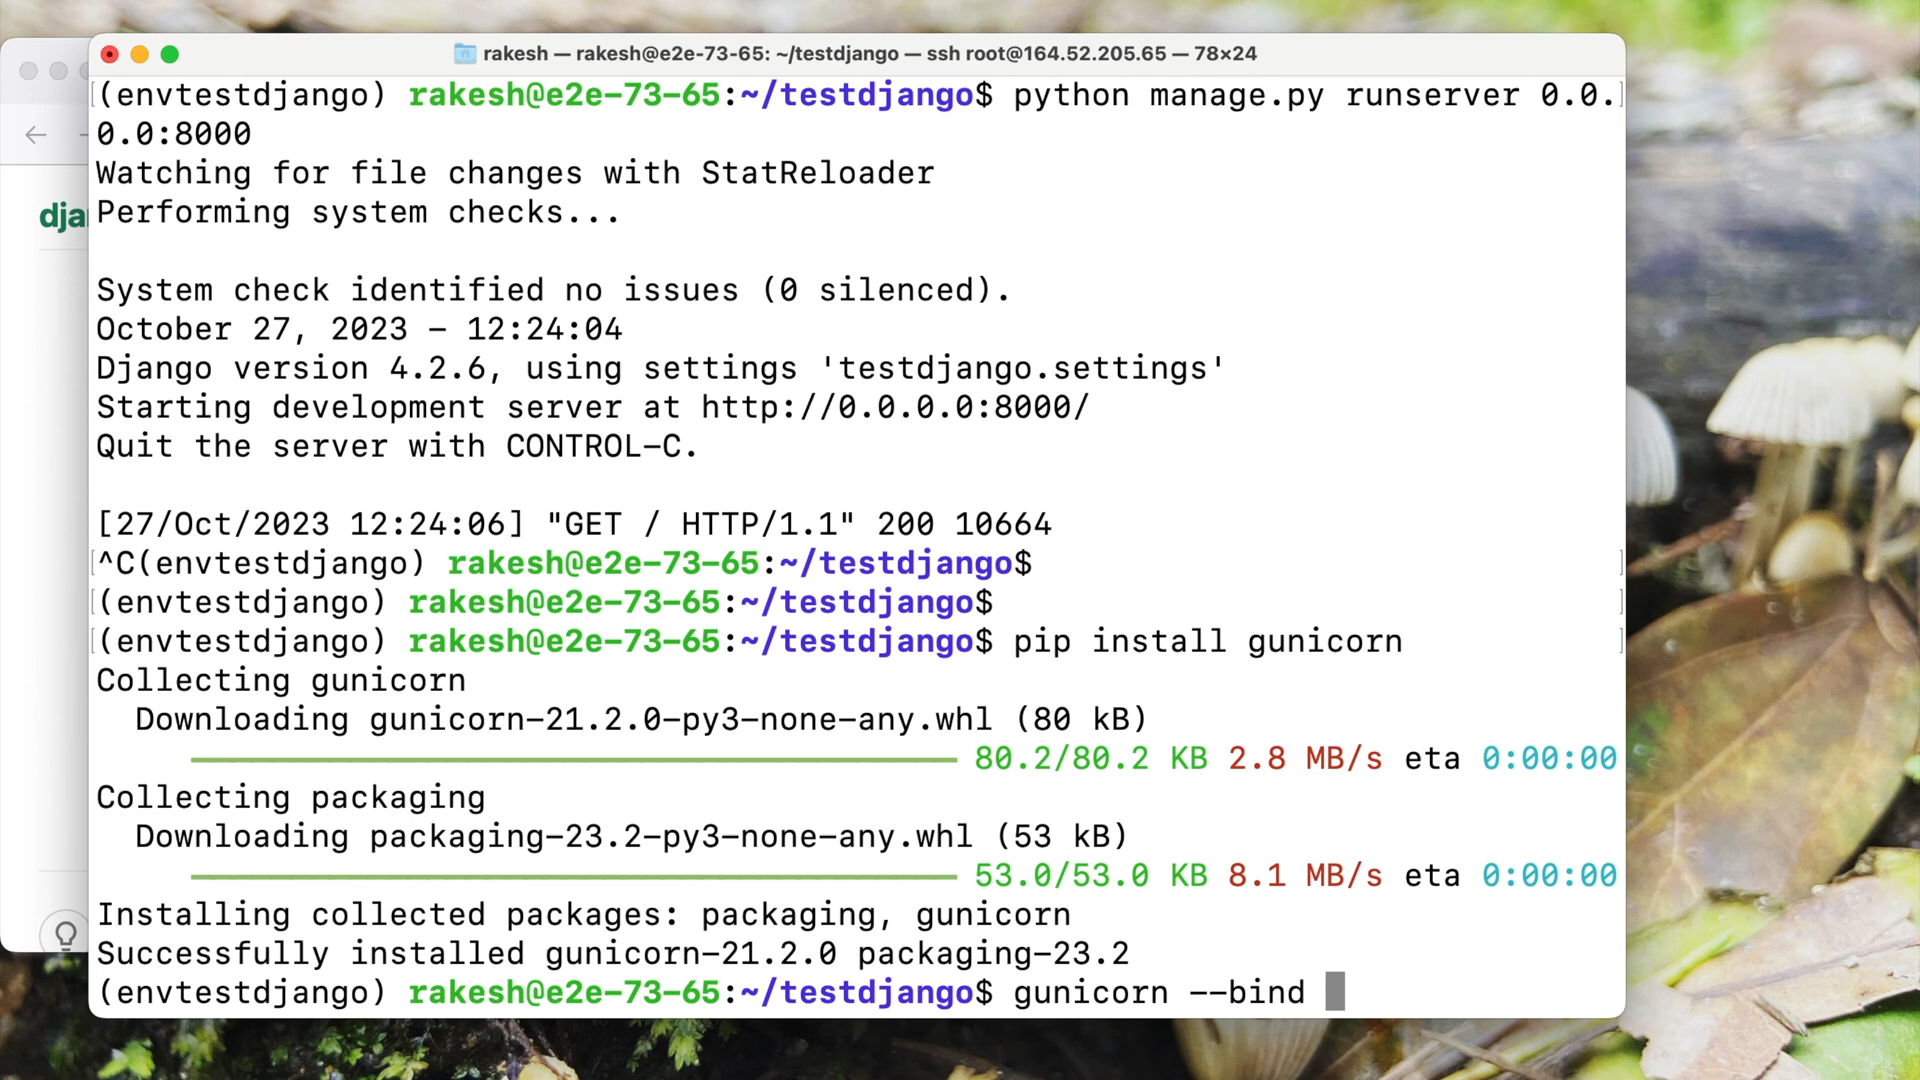 rakesh — rakesh@e2e-73-65: ~/testdjango — ssh root@164.52.205.65 — 78×24
(envtestdjango) rakesh@e2e-73-65:~/testdjango$ python manage.py runserver 0.0.
0.0:8000
Watching for file changes with StatReloader
Performing system checks...
System check identified no issues (0 silenced).
October 27, 2023 - 12:24:04
Django version 4.2.6, using settings 'testdjango.settings'
Starting development server at http://0.0.0.0:8000/
Quit the server with CONTROL-C.
[27/Oct/2023 12:24:06] "GET / HTTP/1.1" 200 10664
^C(envtestdjango) rakesh@e2e-73-65:~/testdjango$
(envtestdjango) rakesh@e2e-73-65:~/testdjango$
(envtestdjango) rakesh@e2e-73-65:~/testdjango$ pip install gunicorn
Collecting gunicorn
Downloading gunicorn-21.2.0-py3-none-any.whl (80 kB)
80.2/80.2 KB 2.8 MB/s eta 0:00:00
Collecting packaging
Downloading packaging-23.2-py3-none-any.whl (53 kB)
53.0/53.0 KB 8.1 MB/s eta 0:00:00
Installing collected packages: packaging, gunicorn
Successfully installed gunicorn-21.2.0 packaging-23.2
(envtestdjango) rakesh@e2e-73-65:~/testdjango$ gunicorn --bind